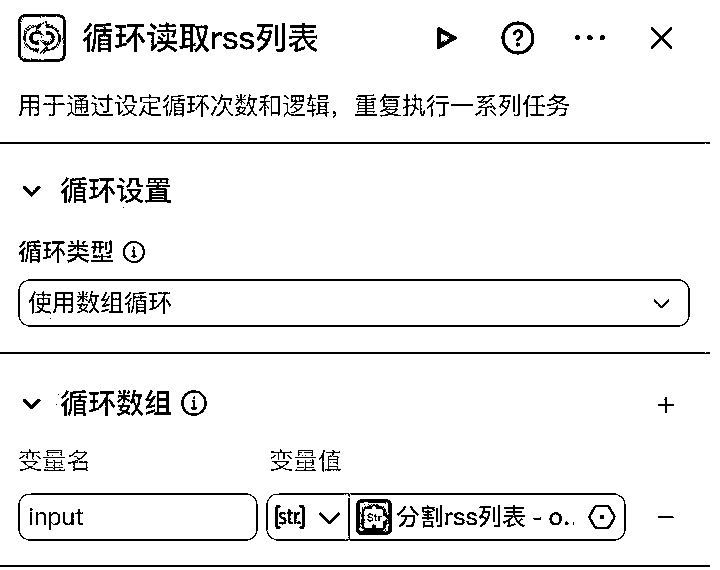 循环读取rss列表
用于通过设定循环次数和逻辑，重复执行一系列任务
循环设置
循环类型
使用数组循环
循环数组
变量名 变量值
input [str] Str 分割rss列表 - o..